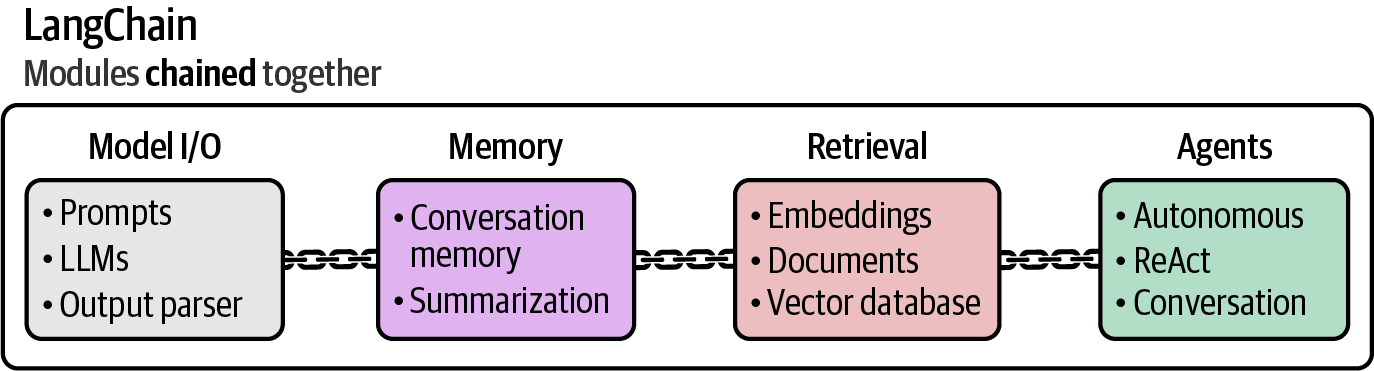 LangChain
Modules chained together
Model I/O
• Prompts
• LLMs
• Output parser
Memory
• Conversation
memory
• Summarization
Retrieval
• Embeddings
• Documents
• Vector database
Agents
• Autonomous
• ReAct
• Conversation